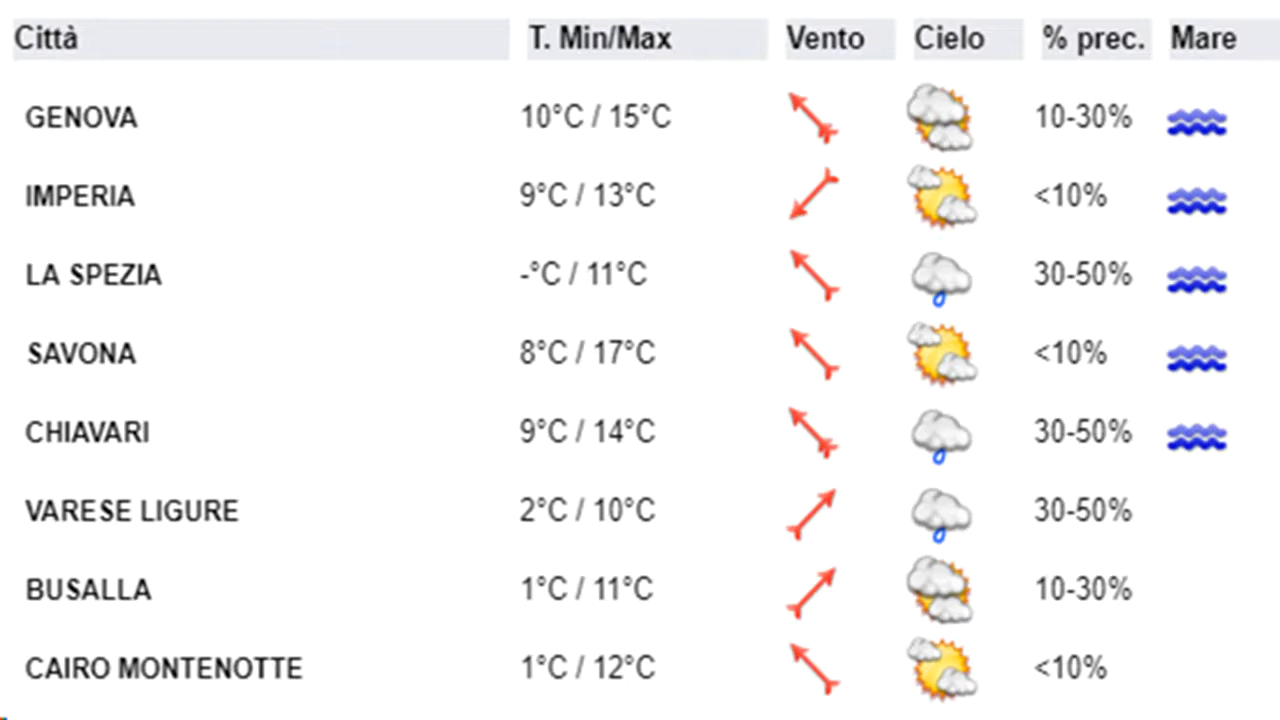 Città T. Min/Max Vento Cielo % prec. Mare
GENOVA 10°C / 15°C 10-30%
IMPERIA 9°C / 13°C <10%
LA SPEZIA -°C / 11°C 30-50%
SAVONA 8°C / 17°C <10%
CHIAVARI 9°C / 14°C 30-50%
VARESE LIGURE 2°C / 10°C 30-50%
BUSALLA 1°C / 11°C 10-30%
CAIRO MONTENOTTE 1°C / 12°C <10%